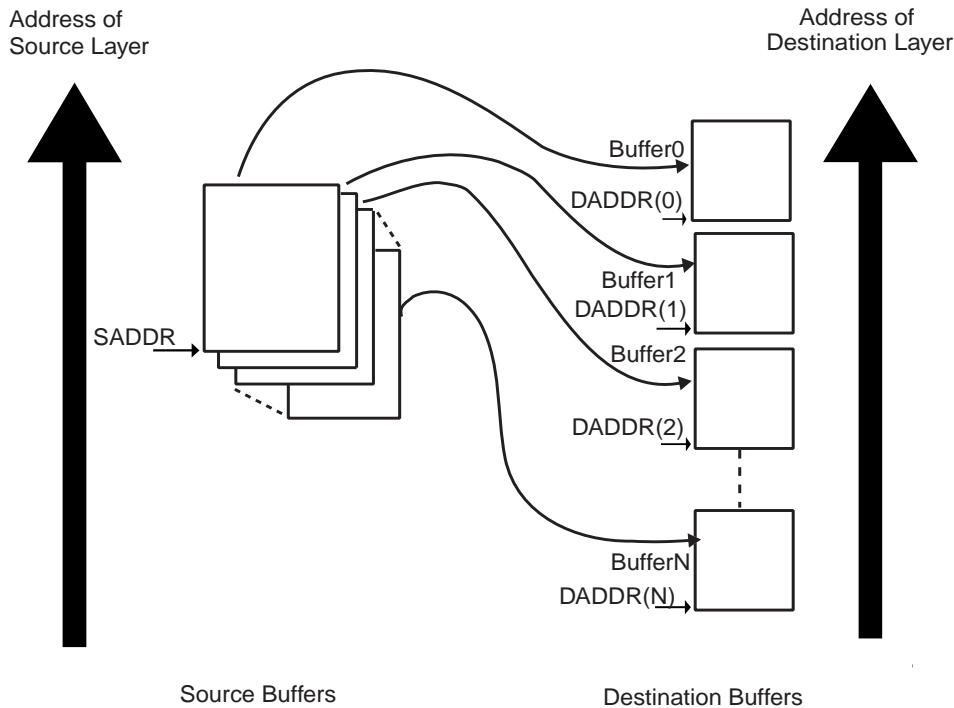 Address of
Source Layer
Address of
Destination Layer
Buffer0
DADDR(0)
Buffer1
DADDR(1)
SADDR
Buffer2
DADDR(2)
BufferN
DADDR(N)
Source Buffers
Destination Buffers